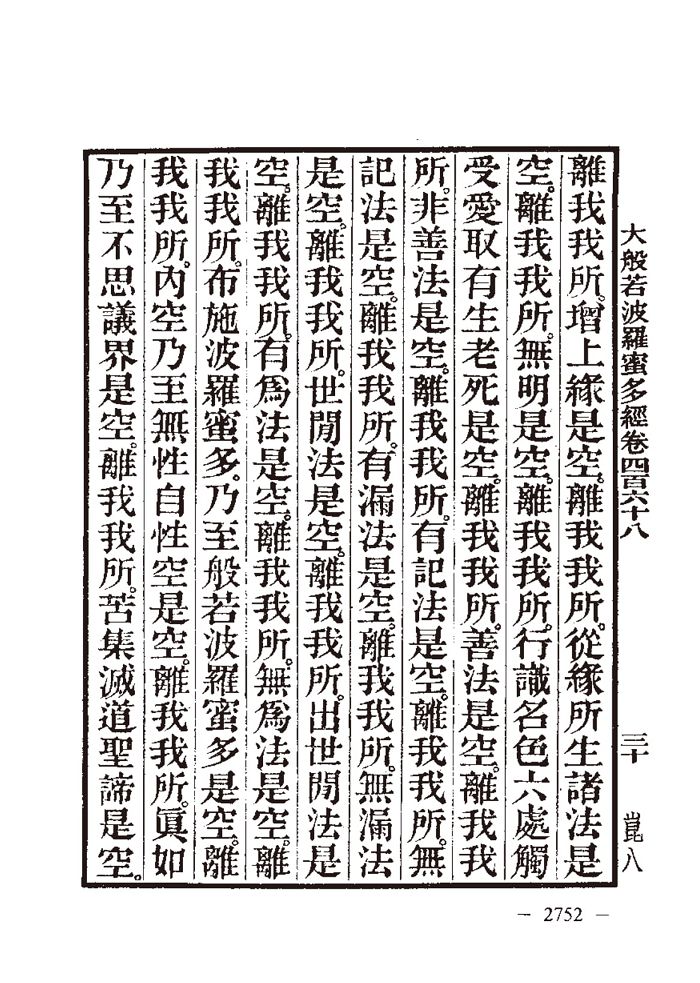 大般若波羅蜜多經卷四百六十八　三十　崑八
離我我所。增上緣是空。離我我所。從緣所生諸法是
空。離我我所。無明是空。離我我所。行識名色六處觸
受愛取有生老死是空。離我我所。善法是空。離我我
所。非善法是空。離我我所。有記法是空。離我我所。無
記法是空。離我我所。有漏法是空。離我我所。無漏法
是空。離我我所。世閒法是空。離我我所。出世閒法是
空。離我我所。有爲法是空。離我我所。無爲法是空。離
我我所。布施波羅蜜多。乃至般若波羅蜜多是空。離
我我所。內空乃至無性自性空是空。離我我所。眞如
乃至不思議界是空。離我我所。苦集滅道聖諦是空。
— 2752 —